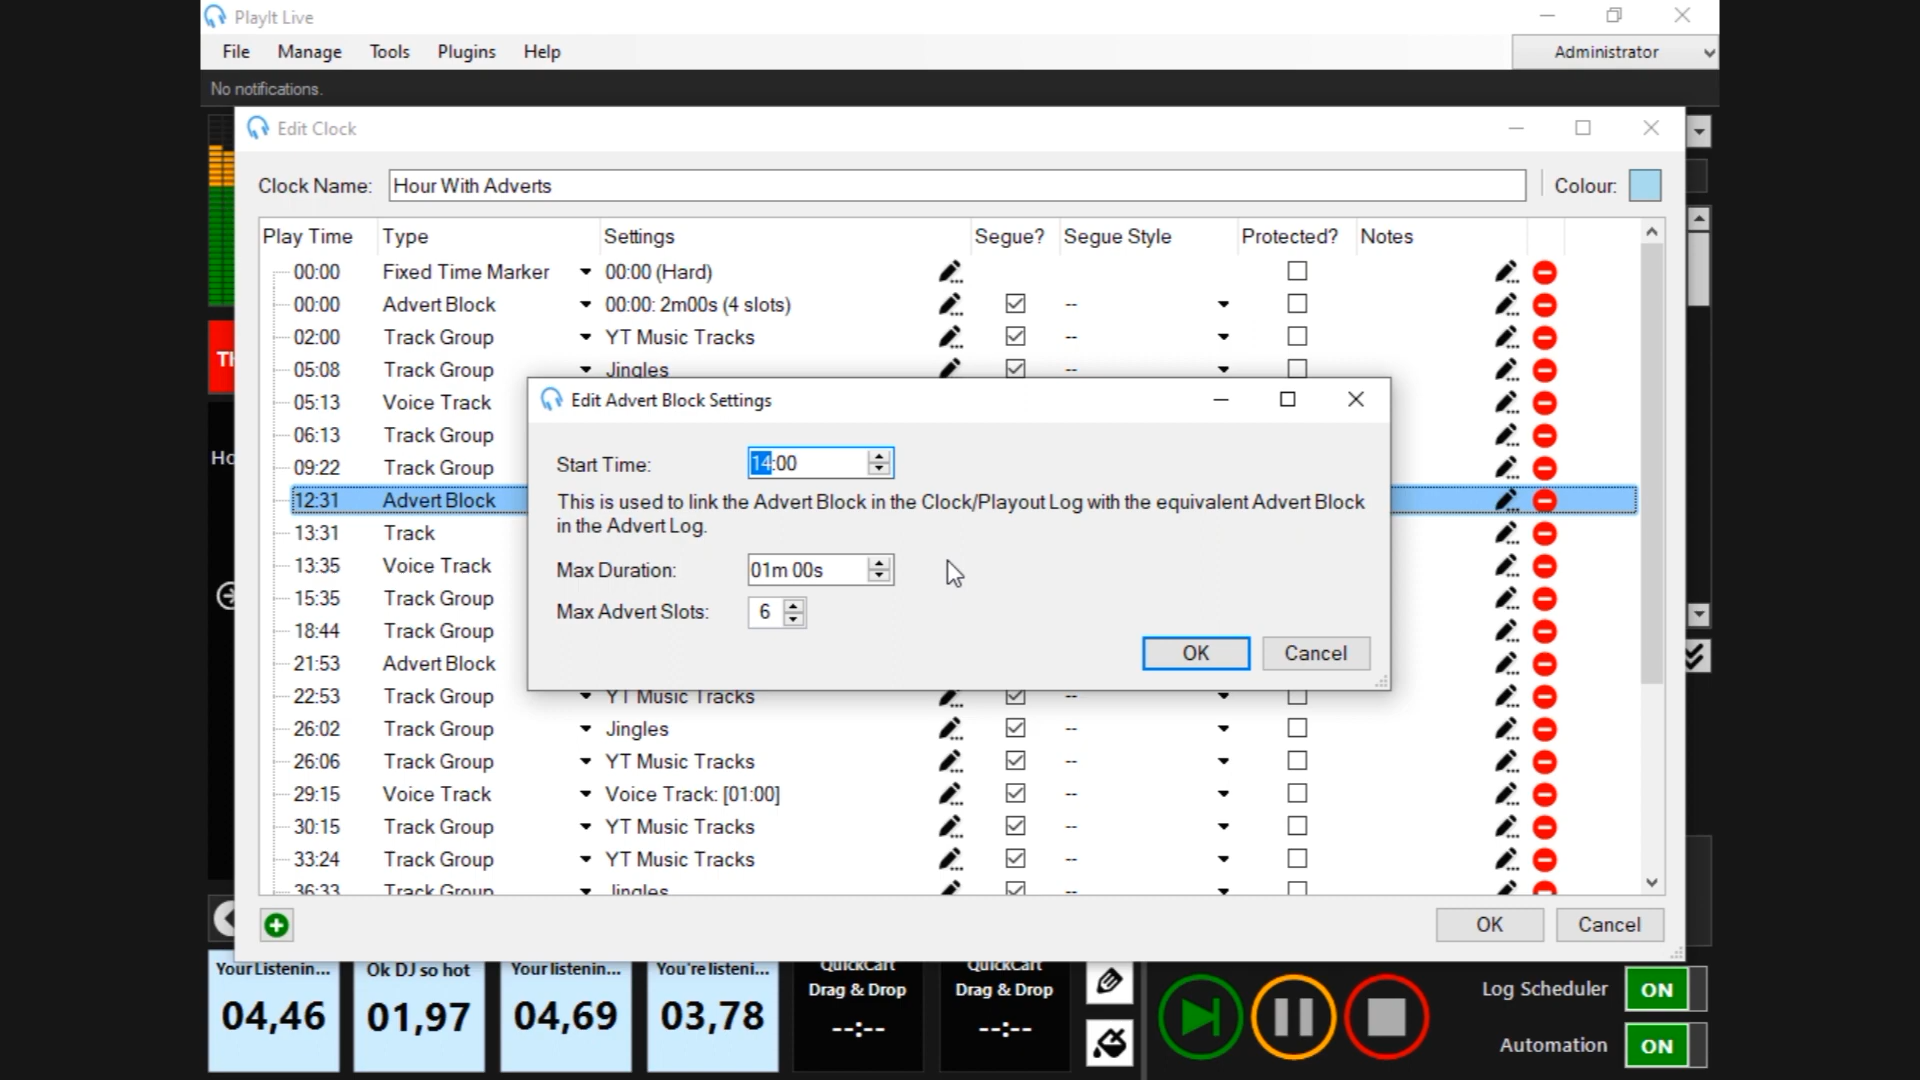 PlayIt Live
File Manage Tools Plugins Help
Administrator
No notifications.
Edit Clock
Clock Name: Hour With Adverts Colour:
Play Time Type Settings Segue? Segue Style Protected? Notes
00:00 Fixed Time Marker 00:00 (Hard)
00:00 Advert Block 00:00: 2m00s (4 slots) --
02:00 Track Group YT Music Tracks --
05:08 Track Group Jingles --
05:13 Voice Track
06:13 Track Group
09:22 Track Group
12:31 Advert Block
13:31 Track
13:35 Voice Track
15:35 Track Group
18:44 Track Group
21:53 Advert Block
22:53 Track Group YT Music Tracks --
26:02 Track Group Jingles --
26:06 Track Group YT Music Tracks --
29:15 Voice Track Voice Track: [01:00] --
30:15 Track Group YT Music Tracks --
33:24 Track Group YT Music Tracks --
36:33 Track Group Jingles
Edit Advert Block Settings
Start Time: 14:00
This is used to link the Advert Block in the Clock/Playout Log with the equivalent Advert Block
in the Advert Log.
Max Duration: 01m 00s
Max Advert Slots: 6
OK Cancel
OK Cancel
Your Listenin... Ok DJ so hot Your listenin... You're listeni... QuickCart QuickCart
Drag & Drop Drag & Drop
04,46 01,97 04,69 03,78 --:-- --:--
Log Scheduler ON
Automation ON